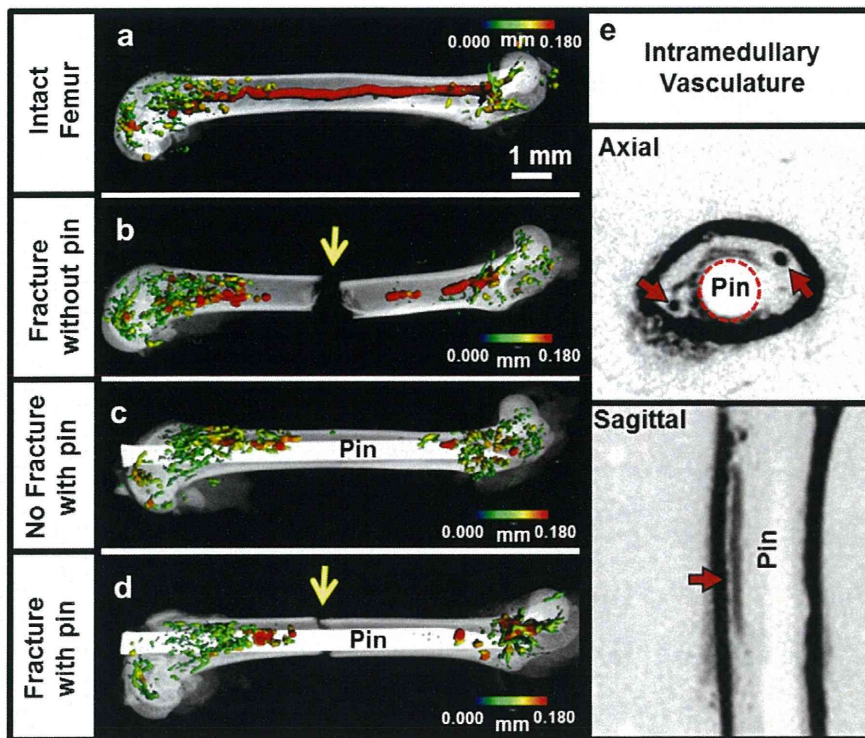 Intact
Femur
a
mm
0.000 0.180
1 mm
Fracture
without pin
b
0.000 mm 0.180
No Fracture
with pin
c
Pin
mm
0.000 0.180
Fracture
with pin
d
Pin
mm
0.000 0.180
e
Intramedullary
Vasculature
Axial
Pin
Sagittal
Pin